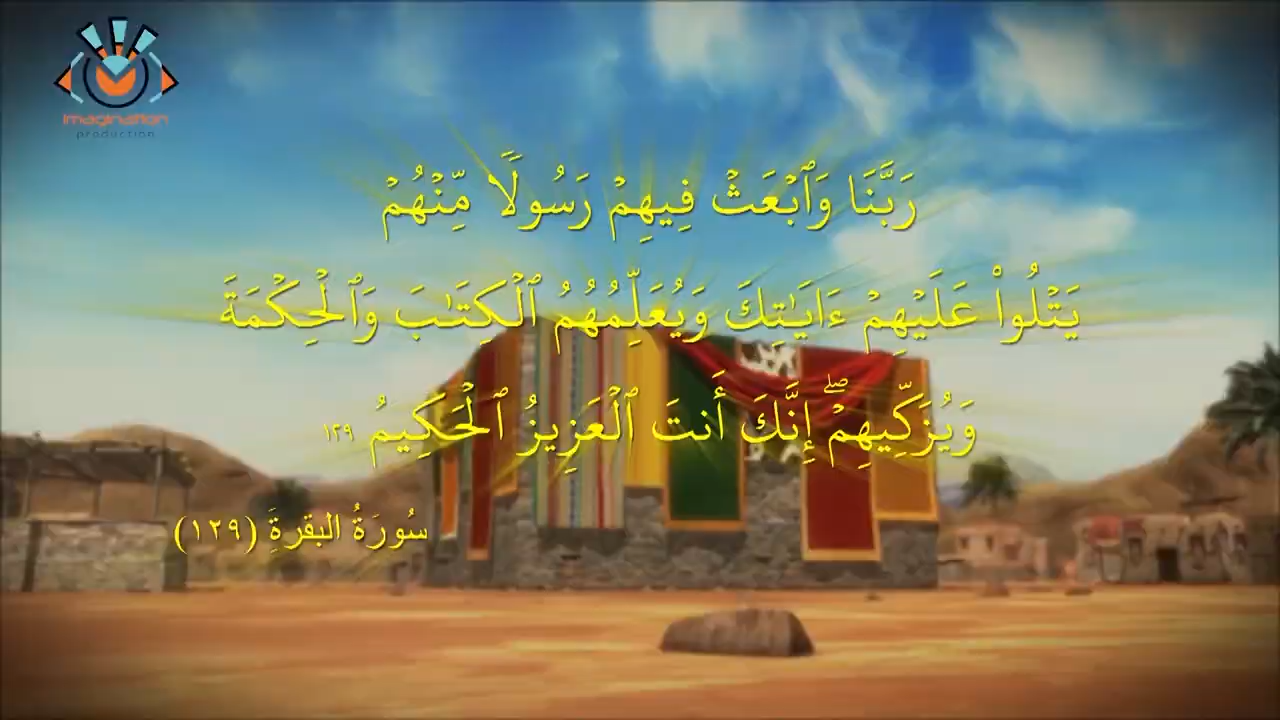 imagination
production
رَبَّنَا وَٱبۡعَثۡ فِيهِمۡ رَسُولٗا مِّنۡهُمۡ
يَتۡلُواْ عَلَيۡهِمۡ ءَايَٰتِكَ وَيُعَلِّمُهُمُ ٱلۡكِتَٰبَ وَٱلۡحِكۡمَةَ
وَيُزَكِّيهِمۡۖ إِنَّكَ أَنتَ ٱلۡعَزِيزُ ٱلۡحَكِيمُ ١٢٩
سُورَةُ البقرةَِ (١٢٩)